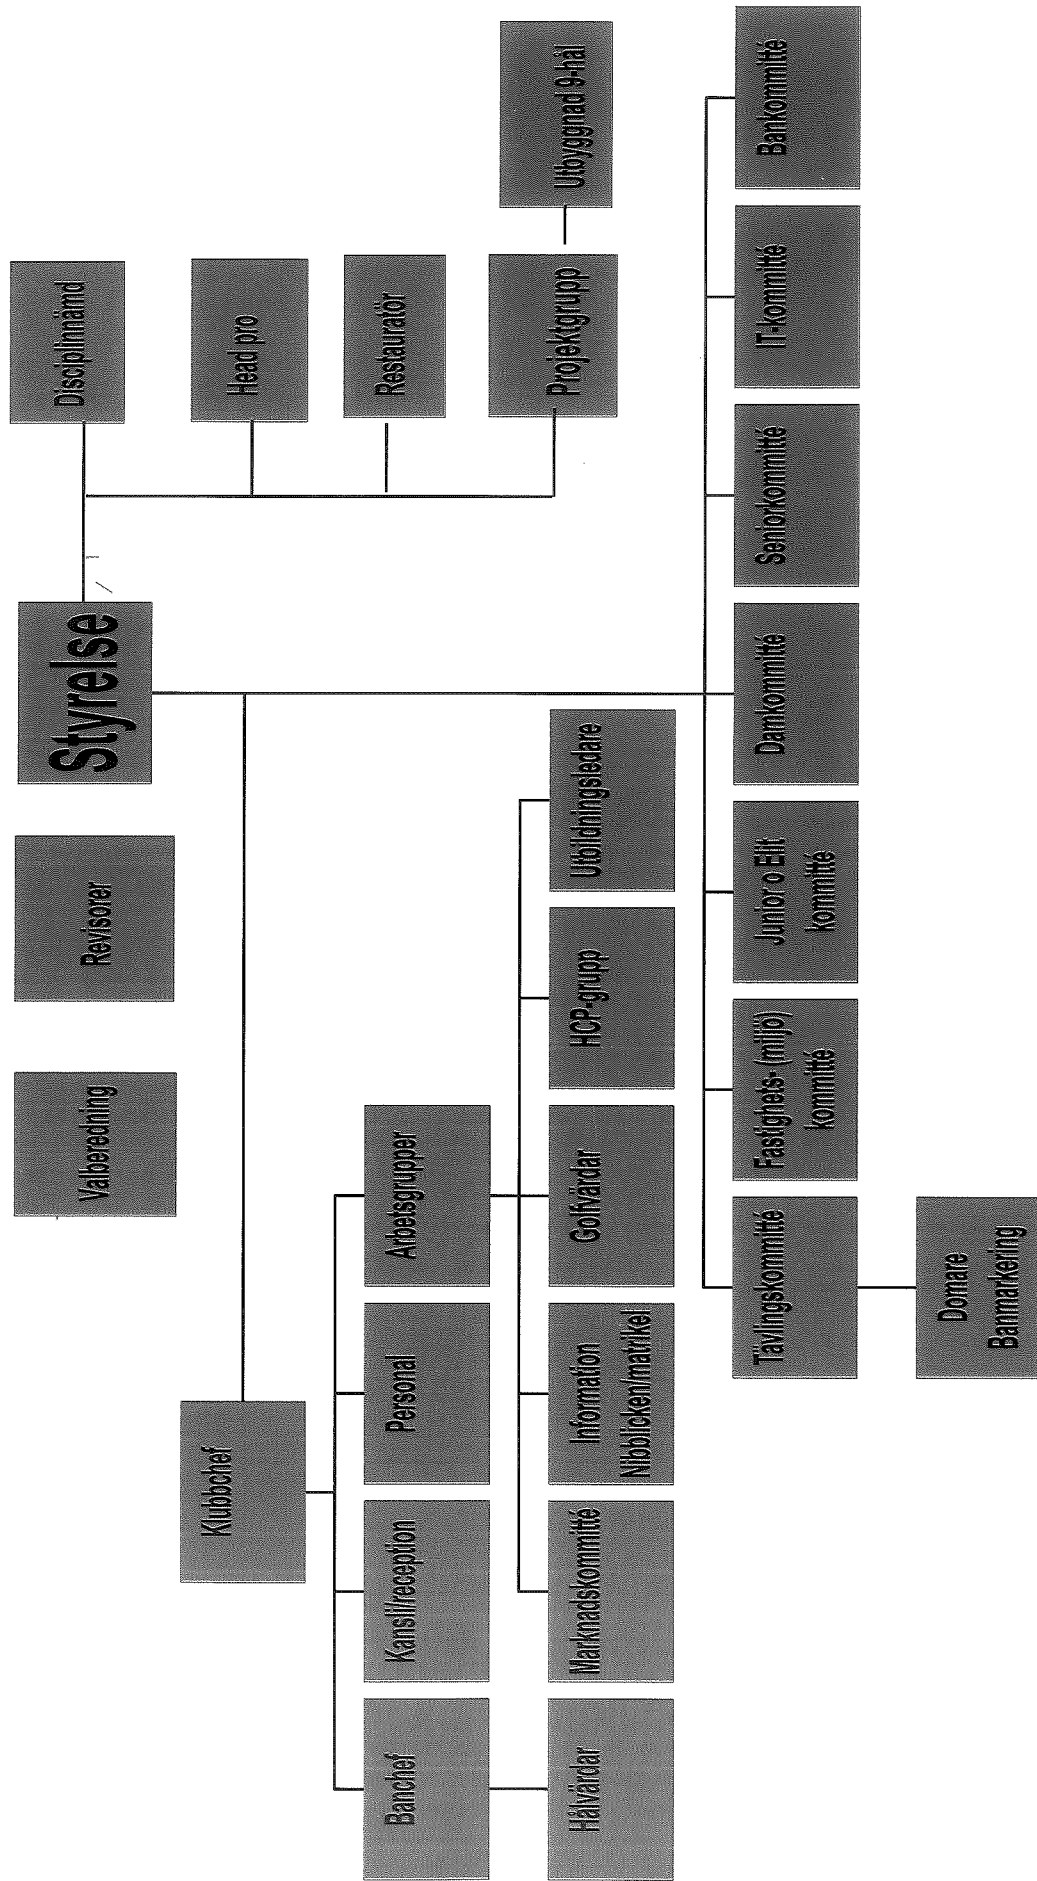 Valberedning
Revisorer
Styrelse
Disciplinnämd
Head pro
Restauratör
Projektgrupp
Utbyggnad 9-hål
Klubbchef
Banchef
Kansli/reception
Personal
Arbetsgrupper
Hålvärdar
Marknadskommitté
Information
Nibblicken/matrikel
Golfvärdar
HCP-grupp
Utbildningsledare
Tävlingskommitté
Fastighets- (miljö)
kommitté
Junior o Elit
kommitté
Damkommitté
Seniorkommitté
IT-kommitté
Bankommitté
Domare
Banmarkering